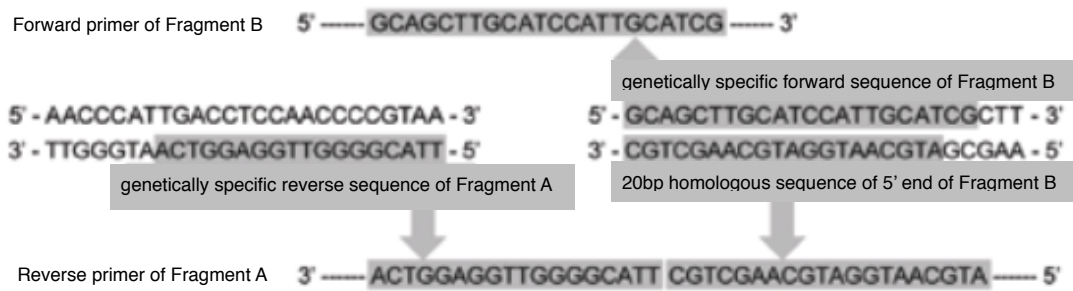 Forward primer of Fragment B 5' ------ GCAGCTTGCATCCATTGCATCG ------ 3'
genetically specific forward sequence of Fragment B
5' - AACCCATTGACCTCCAACCCCGTAA - 3' 5' - GCAGCTTGCATCCATTGCATCGCTT - 3'
3' - TTGGGTAACTGGAGGTTGGGGCATT - 5' 3' - CGTCGAACGTAGGTAACGTAGCGAA - 5'
genetically specific reverse sequence of Fragment A 20bp homologous sequence of 5' end of Fragment B
Reverse primer of Fragment A 3' ------ ACTGGAGGTTGGGGCATT CGTCGAACGTAGGTAACGTA ------ 5'